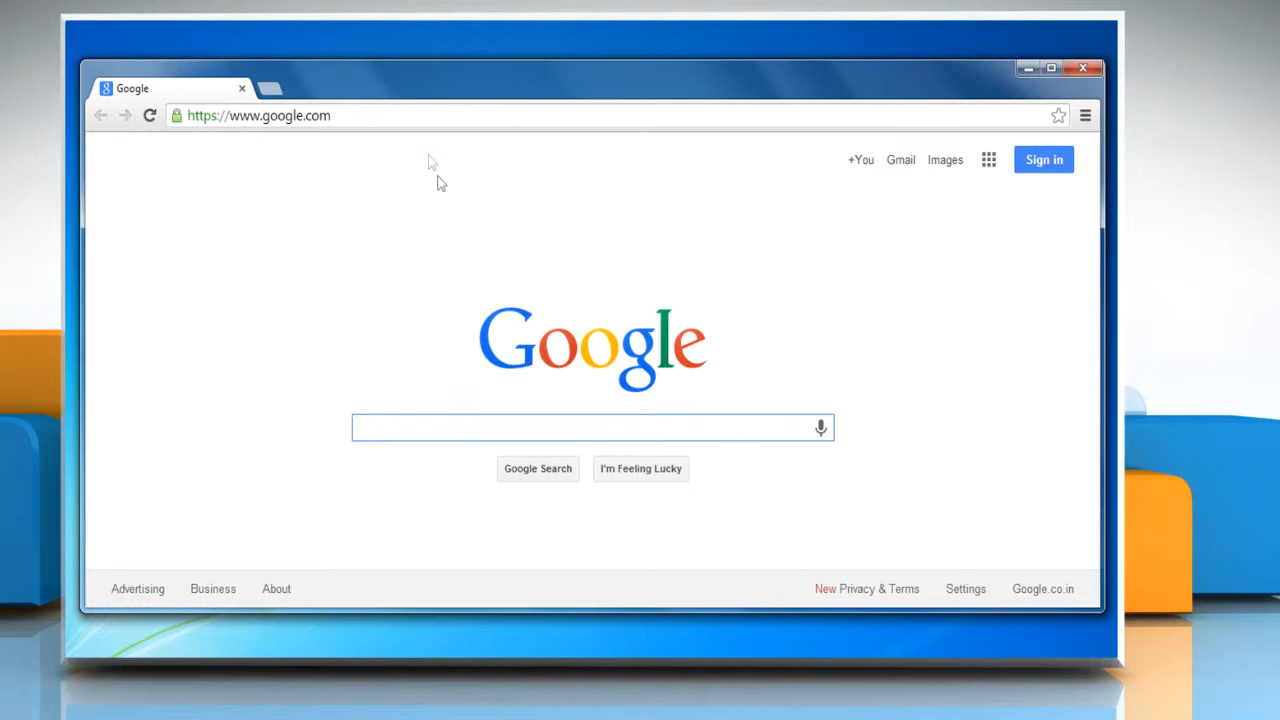 Google
https://www.google.com
+You Gmail Images Sign in
Google
Google Search I'm Feeling Lucky
Advertising Business About New Privacy & Terms Settings Google.co.in